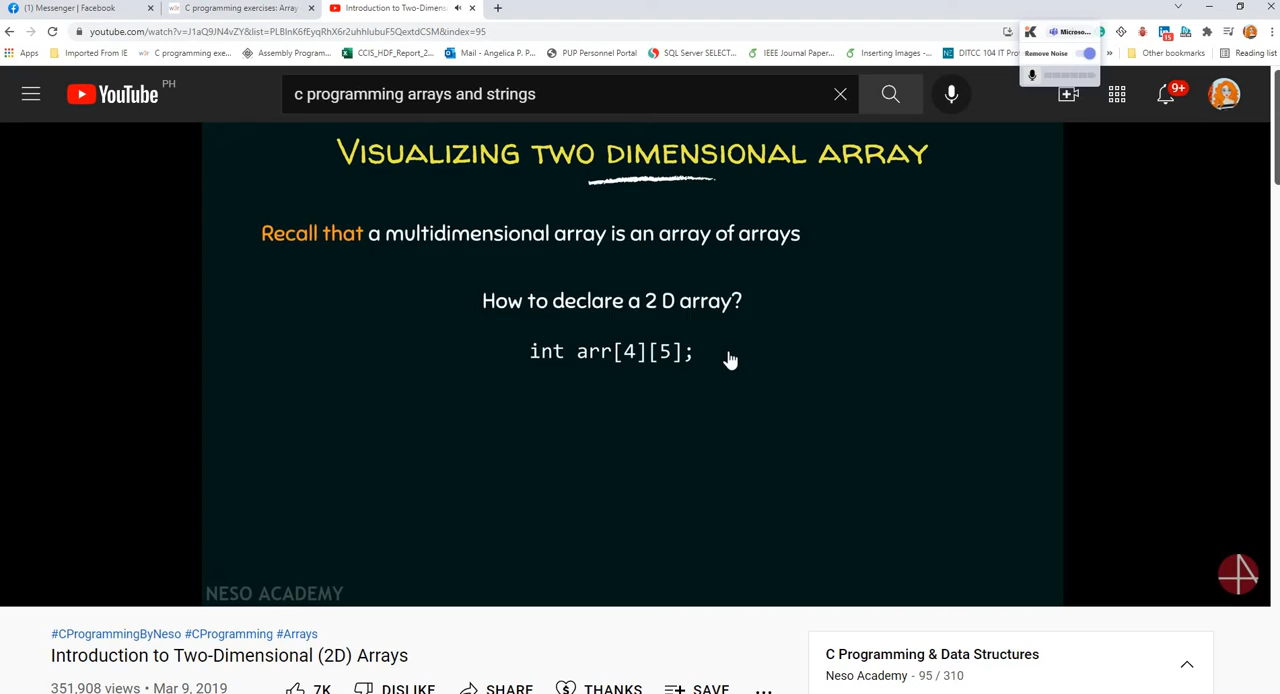 (1) Messenger | Facebook
C programming exercises: Array
Introduction to Two-Dimens
youtube.com/watch?v=J1aQ9JN4vZY&list=PLBlnK6fEyqRhX6r2uhhlubuF5QextdCSM&index=95
Microso...
15
Apps
Imported From IE
C programming exe...
Assembly Program...
CCIS_HDF_Report_2...
Mail - Angelica P. P...
PUP Personnel Portal
SQL Server SELECT...
IEEE Journal Paper...
Inserting Images -...
DITCC 104 IT Pr
Remove Noise
»
Other bookmarks
Reading list
YouTube PH
c programming arrays and strings
9+
VISUALIZING TWO DIMENSIONAL ARRAY
Recall that a multidimensional array is an array of arrays
How to declare a 2 D array?
int arr[4][5];
NESO ACADEMY
#CProgrammingByNeso #CProgramming #Arrays
Introduction to Two-Dimensional (2D) Arrays
351,908 views • Mar 9, 2019
7K
DISLIKE
SHARE
THANKS
SAVE
...
C Programming & Data Structures
Neso Academy - 95 / 310